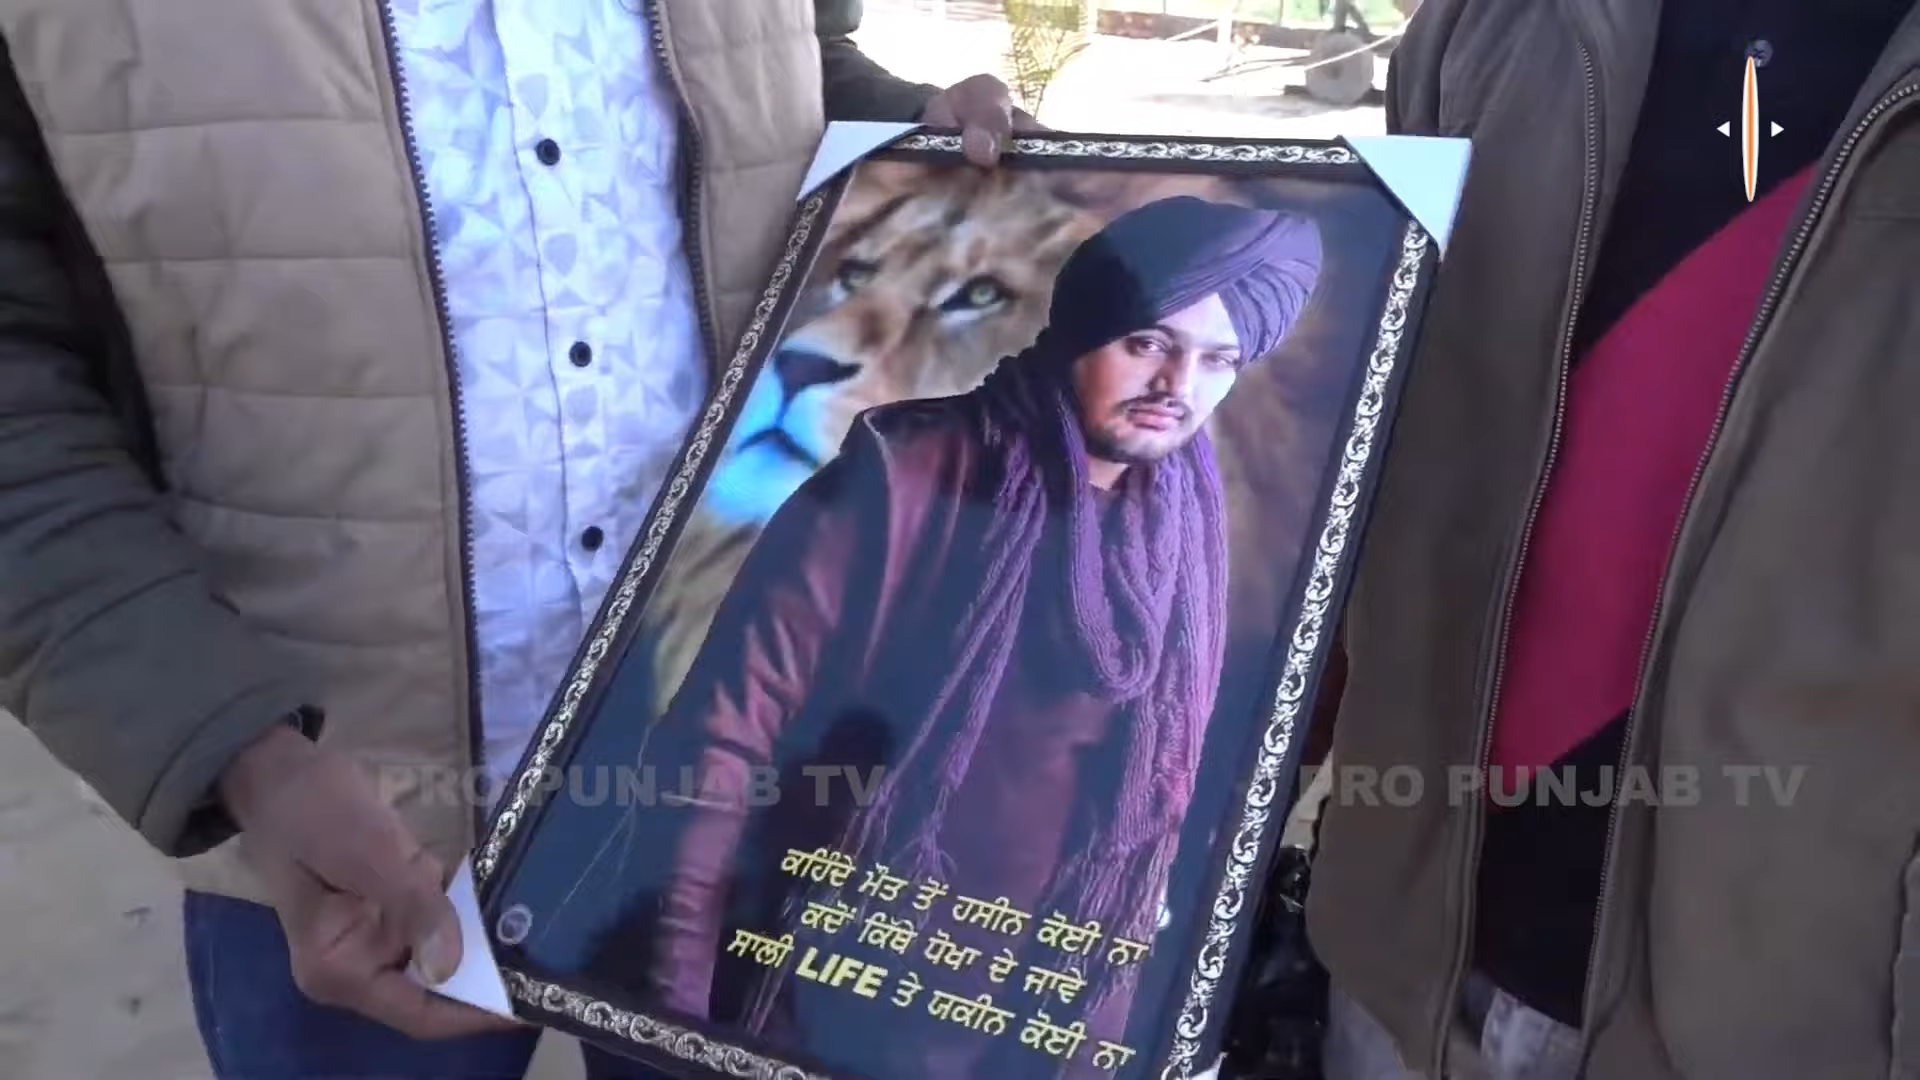 PRO PUNJAB TV
PRO PUNJAB TV
ਕਹਿੰਦੇ ਮੌਤ ਤੋਂ ਹਸੀਨ ਕੋਈ ਨਾ
ਕਦੋਂ ਕਿੱਥੇ ਧੋਖਾ ਦੇ ਜਾਵੇ
ਸਾਲੀ LIFE ਤੇ ਯਕੀਨ ਕੋਈ ਨਾ